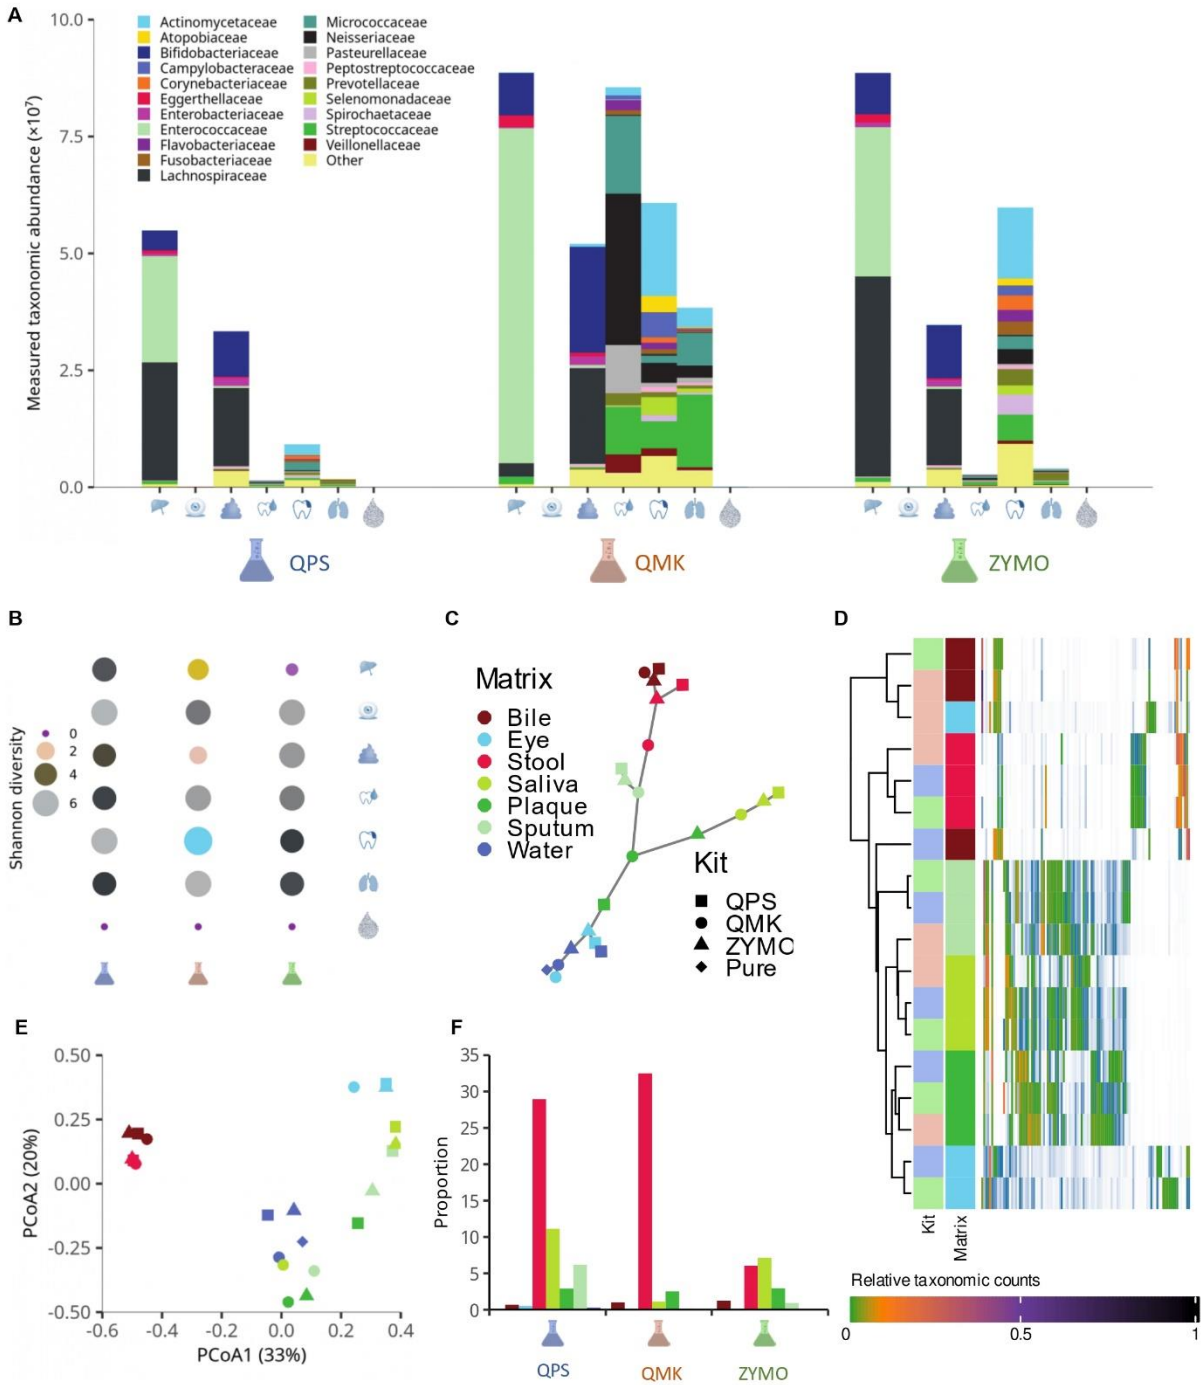 A
10.0
7.5
5.0
2.5
0.0
Measured taxonomic abundance (×10⁷)
Actinomycetaceae
Atopobiaceae
Bifidobacteriaceae
Campylobacteraceae
Corynebacteriaceae
Eggerthellaceae
Enterobacteriaceae
Enterococcaceae
Flavobacteriaceae
Fusobacteriaceae
Lachnospiraceae
Micrococcaceae
Neisseriaceae
Pasteurellaceae
Peptostreptococcaceae
Prevotellaceae
Selenomonadaceae
Spirochaetaceae
Streptococcaceae
Veillonellaceae
Other
QPS
QMK
ZYMO
B
Shannon diversity
0
2
4
6
C
Matrix
Bile
Eye
Stool
Saliva
Plaque
Sputum
Water
Kit
QPS
QMK
ZYMO
Pure
D
Kit
Matrix
Relative taxonomic counts
0
0.5
1
E
0.50
0.25
0.00
-0.25
-0.50
PCoA2 (20%)
-0.6
-0.4
-0.2
0.0
0.2
0.4
PCoA1 (33%)
F
35
30
25
20
15
10
5
0
Proportion
QPS
QMK
ZYMO